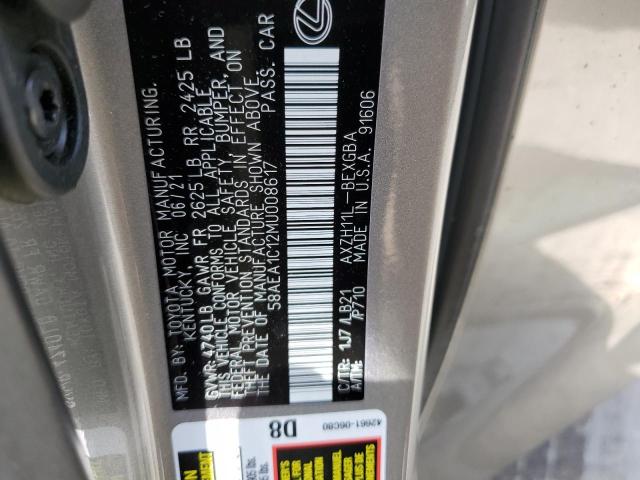 MFD. BY: TOYOTA MOTOR MANUFACTURING,
KENTUCKY, INC 06/21
GVWR: 4740 LB GAWR FR 2625 LB RR 2425 LB
THIS VEHICLE CONFORMS TO ALL APPLICABLE
FEDERAL MOTOR VEHICLE SAFETY, BUMPER, AND
THEFT PREVENTION STANDARDS IN EFFECT ON
THE DATE OF MANUFACTURE SHOWN ABOVE.
58AEA1C12MU008617 PASS. CAR
C/TR: 1J7 /LB21 AXZH11L-BEXGBA
A/TM: /P710 MADE IN U.S.A. 91606
D8
42661-06C80